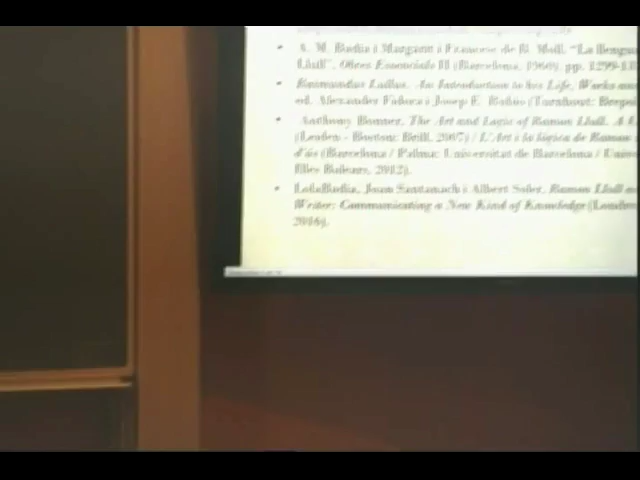 • A. M. Badia i Margarit i Francesc de B. Moll, "La llengua
Llull", Obres Essencials II (Barcelona, 1960), pp. 1299-13
• Raimundus Lullus. An Introduction to his Life, Works and
ed. Alexander Fidora i Josep E. Rubio (Turnhout: Brepols
• Anthony Bonner, The Art and Logic of Ramon Llull. A U
(Leiden - Boston: Brill, 2007) / L'Art i la lògica de Ramon
d'ús (Barcelona / Palma: Universitat de Barcelona / Unive
Illes Balears, 2012).
• Lola Badia, Joan Santanach i Albert Soler, Ramon Llull as
Writer: Communicating a New Kind of Knowledge (London
2016).